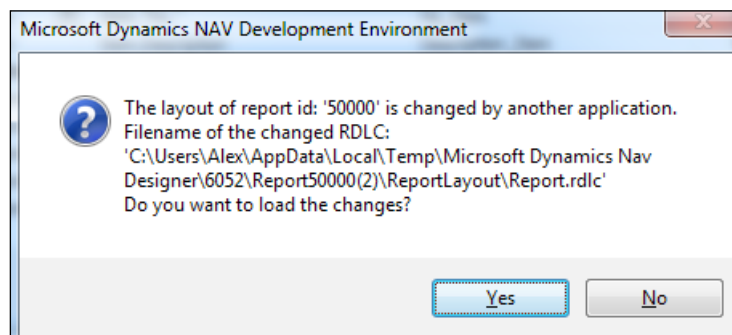 Microsoft Dynamics NAV Development Environment
The layout of report id: '50000' is changed by another application.
Filename of the changed RDLC:
'C:\Users\Alex\AppData\Local\Temp\Microsoft Dynamics Nav
Designer\6052\Report50000(2)\ReportLayout\Report.rdlc'
Do you want to load the changes?
Yes No